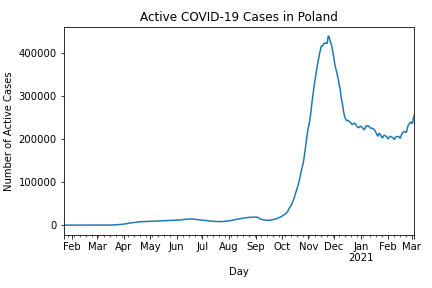 Active COVID-19 Cases in Poland
Number of Active Cases
400000
300000
200000
100000
0
Feb Mar Apr May Jun Jul Aug Sep Oct Nov Dec Jan Feb Mar
2021
Day